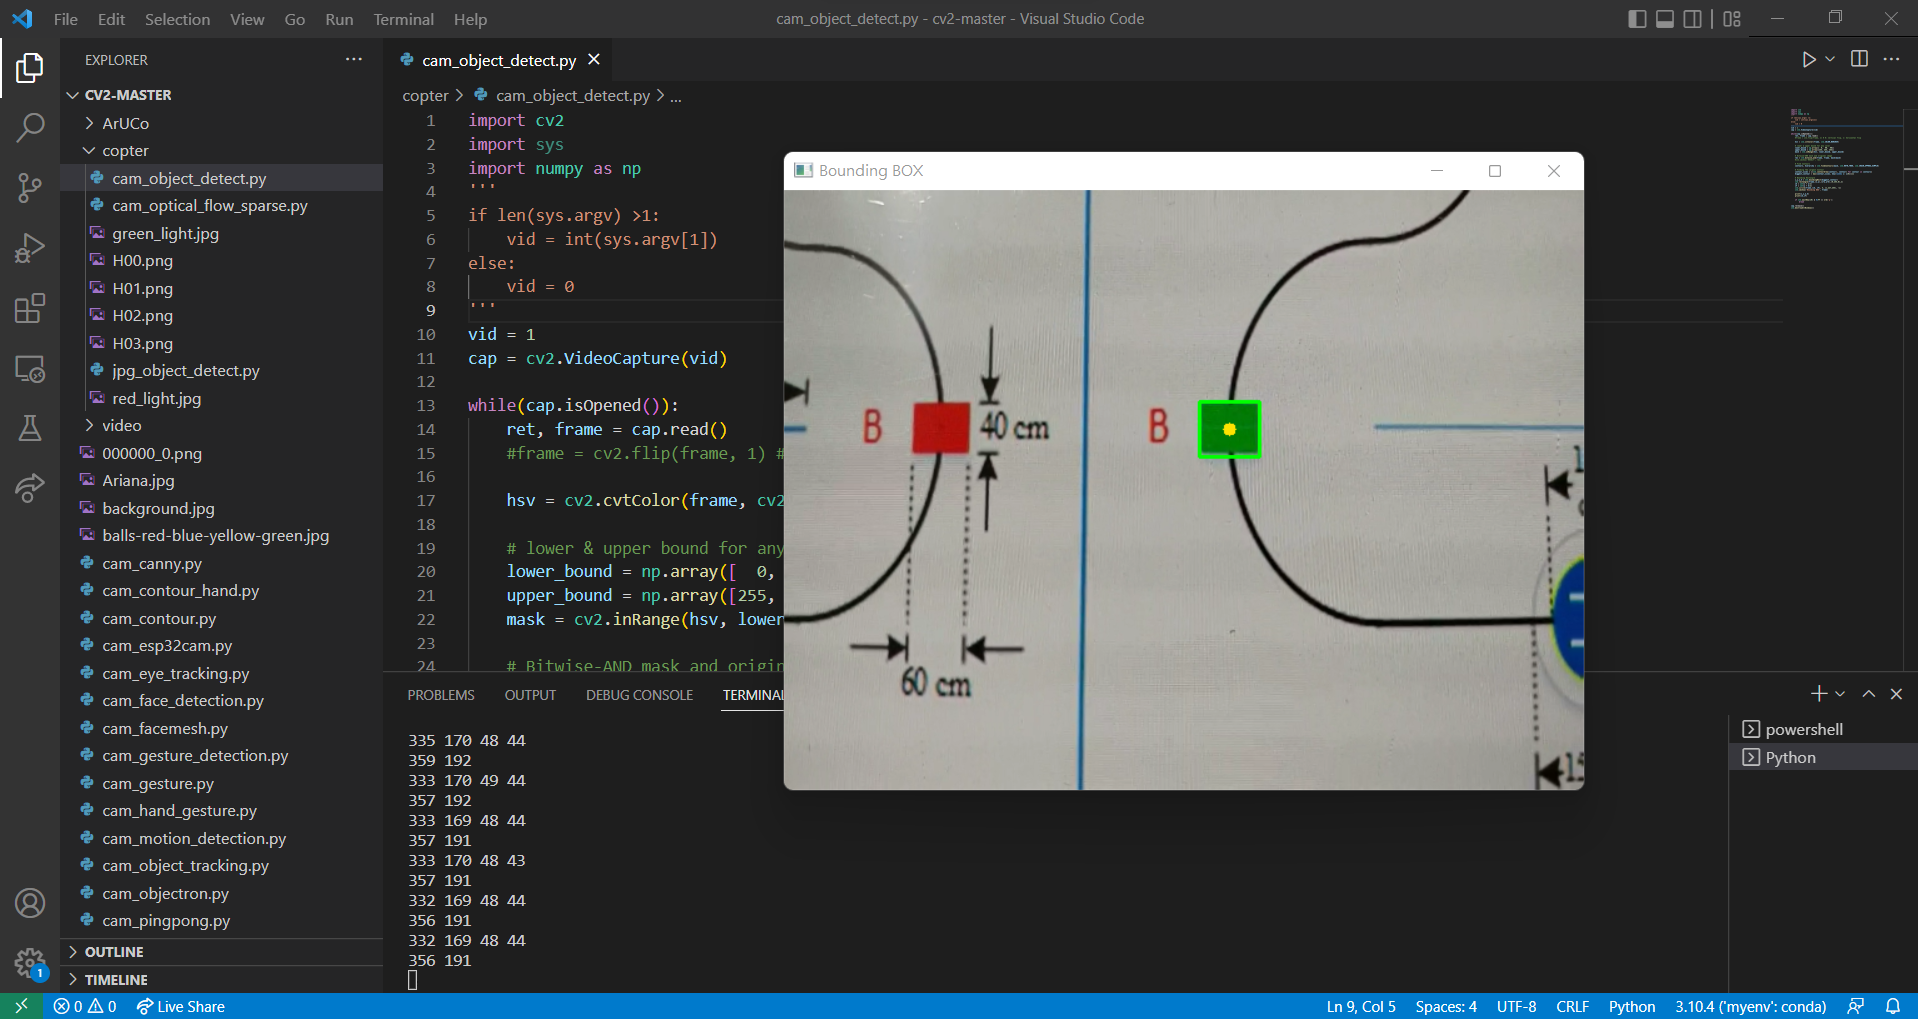 File Edit Selection View Go Run Terminal Help
cam_object_detect.py - cv2-master - Visual Studio Code
EXPLORER
CV2-MASTER
ArUCo
copter
cam_object_detect.py
cam_optical_flow_sparse.py
green_light.jpg
H00.png
H01.png
H02.png
H03.png
jpg_object_detect.py
red_light.jpg
video
000000_0.png
Ariana.jpg
background.jpg
balls-red-blue-yellow-green.jpg
cam_canny.py
cam_contour_hand.py
cam_contour.py
cam_esp32cam.py
cam_eye_tracking.py
cam_face_detection.py
cam_facemesh.py
cam_gesture_detection.py
cam_gesture.py
cam_hand_gesture.py
cam_motion_detection.py
cam_object_tracking.py
cam_objectron.py
cam_pingpong.py
OUTLINE
TIMELINE
cam_object_detect.py
copter > cam_object_detect.py > ...
1 import cv2
2 import sys
3 import numpy as np
4 '''
5 if len(sys.argv) >1:
6 vid = int(sys.argv[1])
7 else:
8 vid = 0
9 '''
10 vid = 1
11 cap = cv2.VideoCapture(vid)
12
13 while(cap.isOpened()):
14 ret, frame = cap.read()
15 #frame = cv2.flip(frame, 1) #
16
17 hsv = cv2.cvtColor(frame, cv2
18
19 # lower & upper bound for any
20 lower_bound = np.array([ 0,
21 upper_bound = np.array([255,
22 mask = cv2.inRange(hsv, lower
23
24 # Bitwise-AND mask and origin
Bounding BOX
B
40 cm
B
60 cm
15
PROBLEMS OUTPUT DEBUG CONSOLE TERMINAL
335 170 48 44
359 192
333 170 49 44
357 192
333 169 48 44
357 191
333 170 48 43
357 191
332 169 48 44
356 191
332 169 48 44
356 191
powershell
Python
1
0 0 Live Share
Ln 9, Col 5 Spaces: 4 UTF-8 CRLF Python 3.10.4 ('myenv': conda)